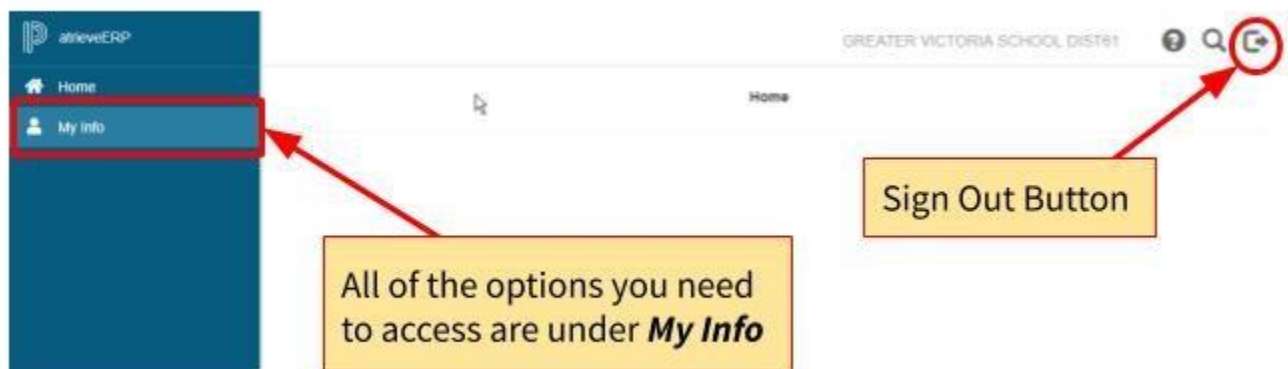 atrieveERP
GREATER VICTORIA SCHOOL DIST61
Home
Home
My Info
Sign Out Button
All of the options you need
to access are under My Info